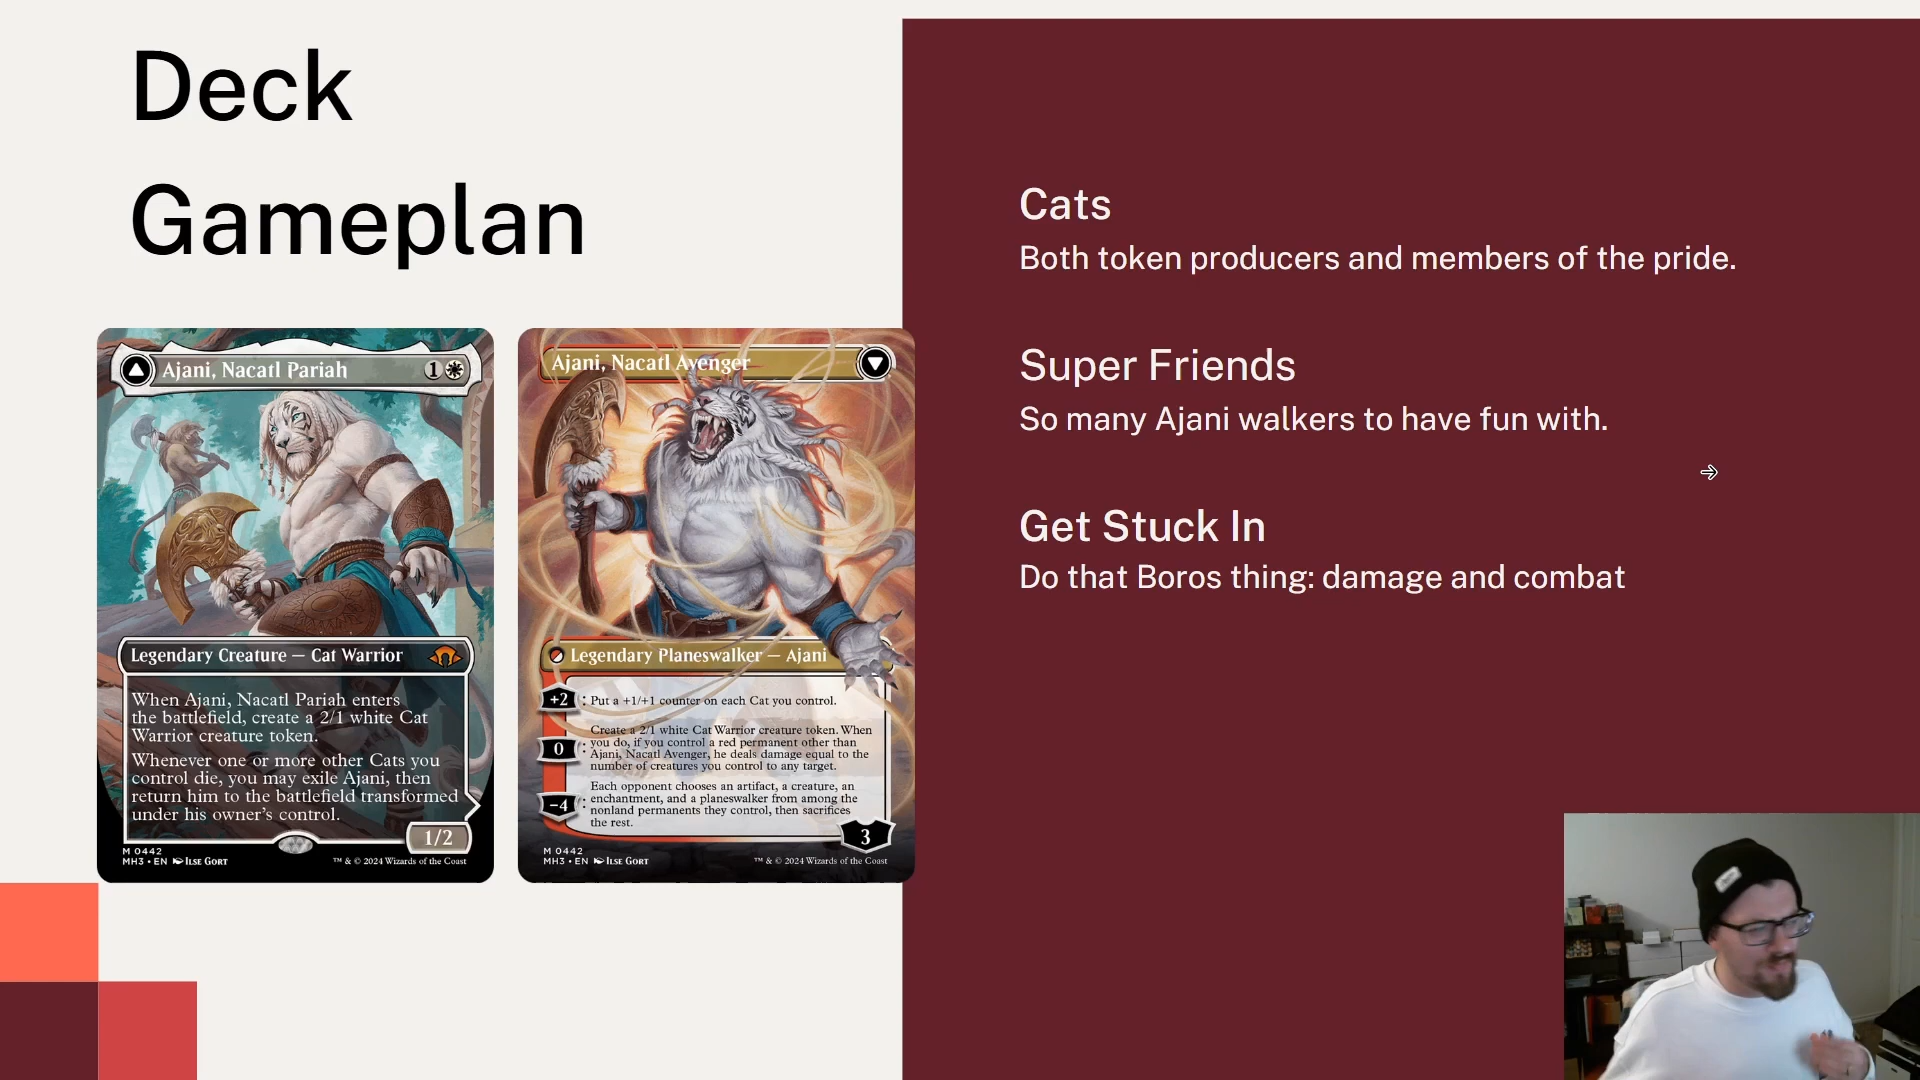 Deck
Gameplan
Ajani, Nacatl Pariah 1
Legendary Creature — Cat Warrior
When Ajani, Nacatl Pariah enters
the battlefield, create a 2/1 white Cat
Warrior creature token.
Whenever one or more other Cats you
control die, you may exile Ajani, then
return him to the battlefield transformed
under his owner's control.
1/2
M 0442
MH3 • EN ILSE GORT ™ & © 2024 Wizards of the Coast
Ajani, Nacatl Avenger
Legendary Planeswalker — Ajani
+2 : Put a +1/+1 counter on each Cat you control.
0 : Create a 2/1 white Cat Warrior creature token. When
you do, if you control a red permanent other than
Ajani, Nacatl Avenger, he deals damage equal to the
number of creatures you control to any target.
−4 : Each opponent chooses an artifact, a creature, an
enchantment, and a planeswalker from among the
nonland permanents they control, then sacrifices
the rest.
3
M 0442
MH3 • EN ILSE GORT ™ & © 2024 Wizards of the Coast
Cats
Both token producers and members of the pride.
Super Friends
So many Ajani walkers to have fun with.
Get Stuck In
Do that Boros thing: damage and combat